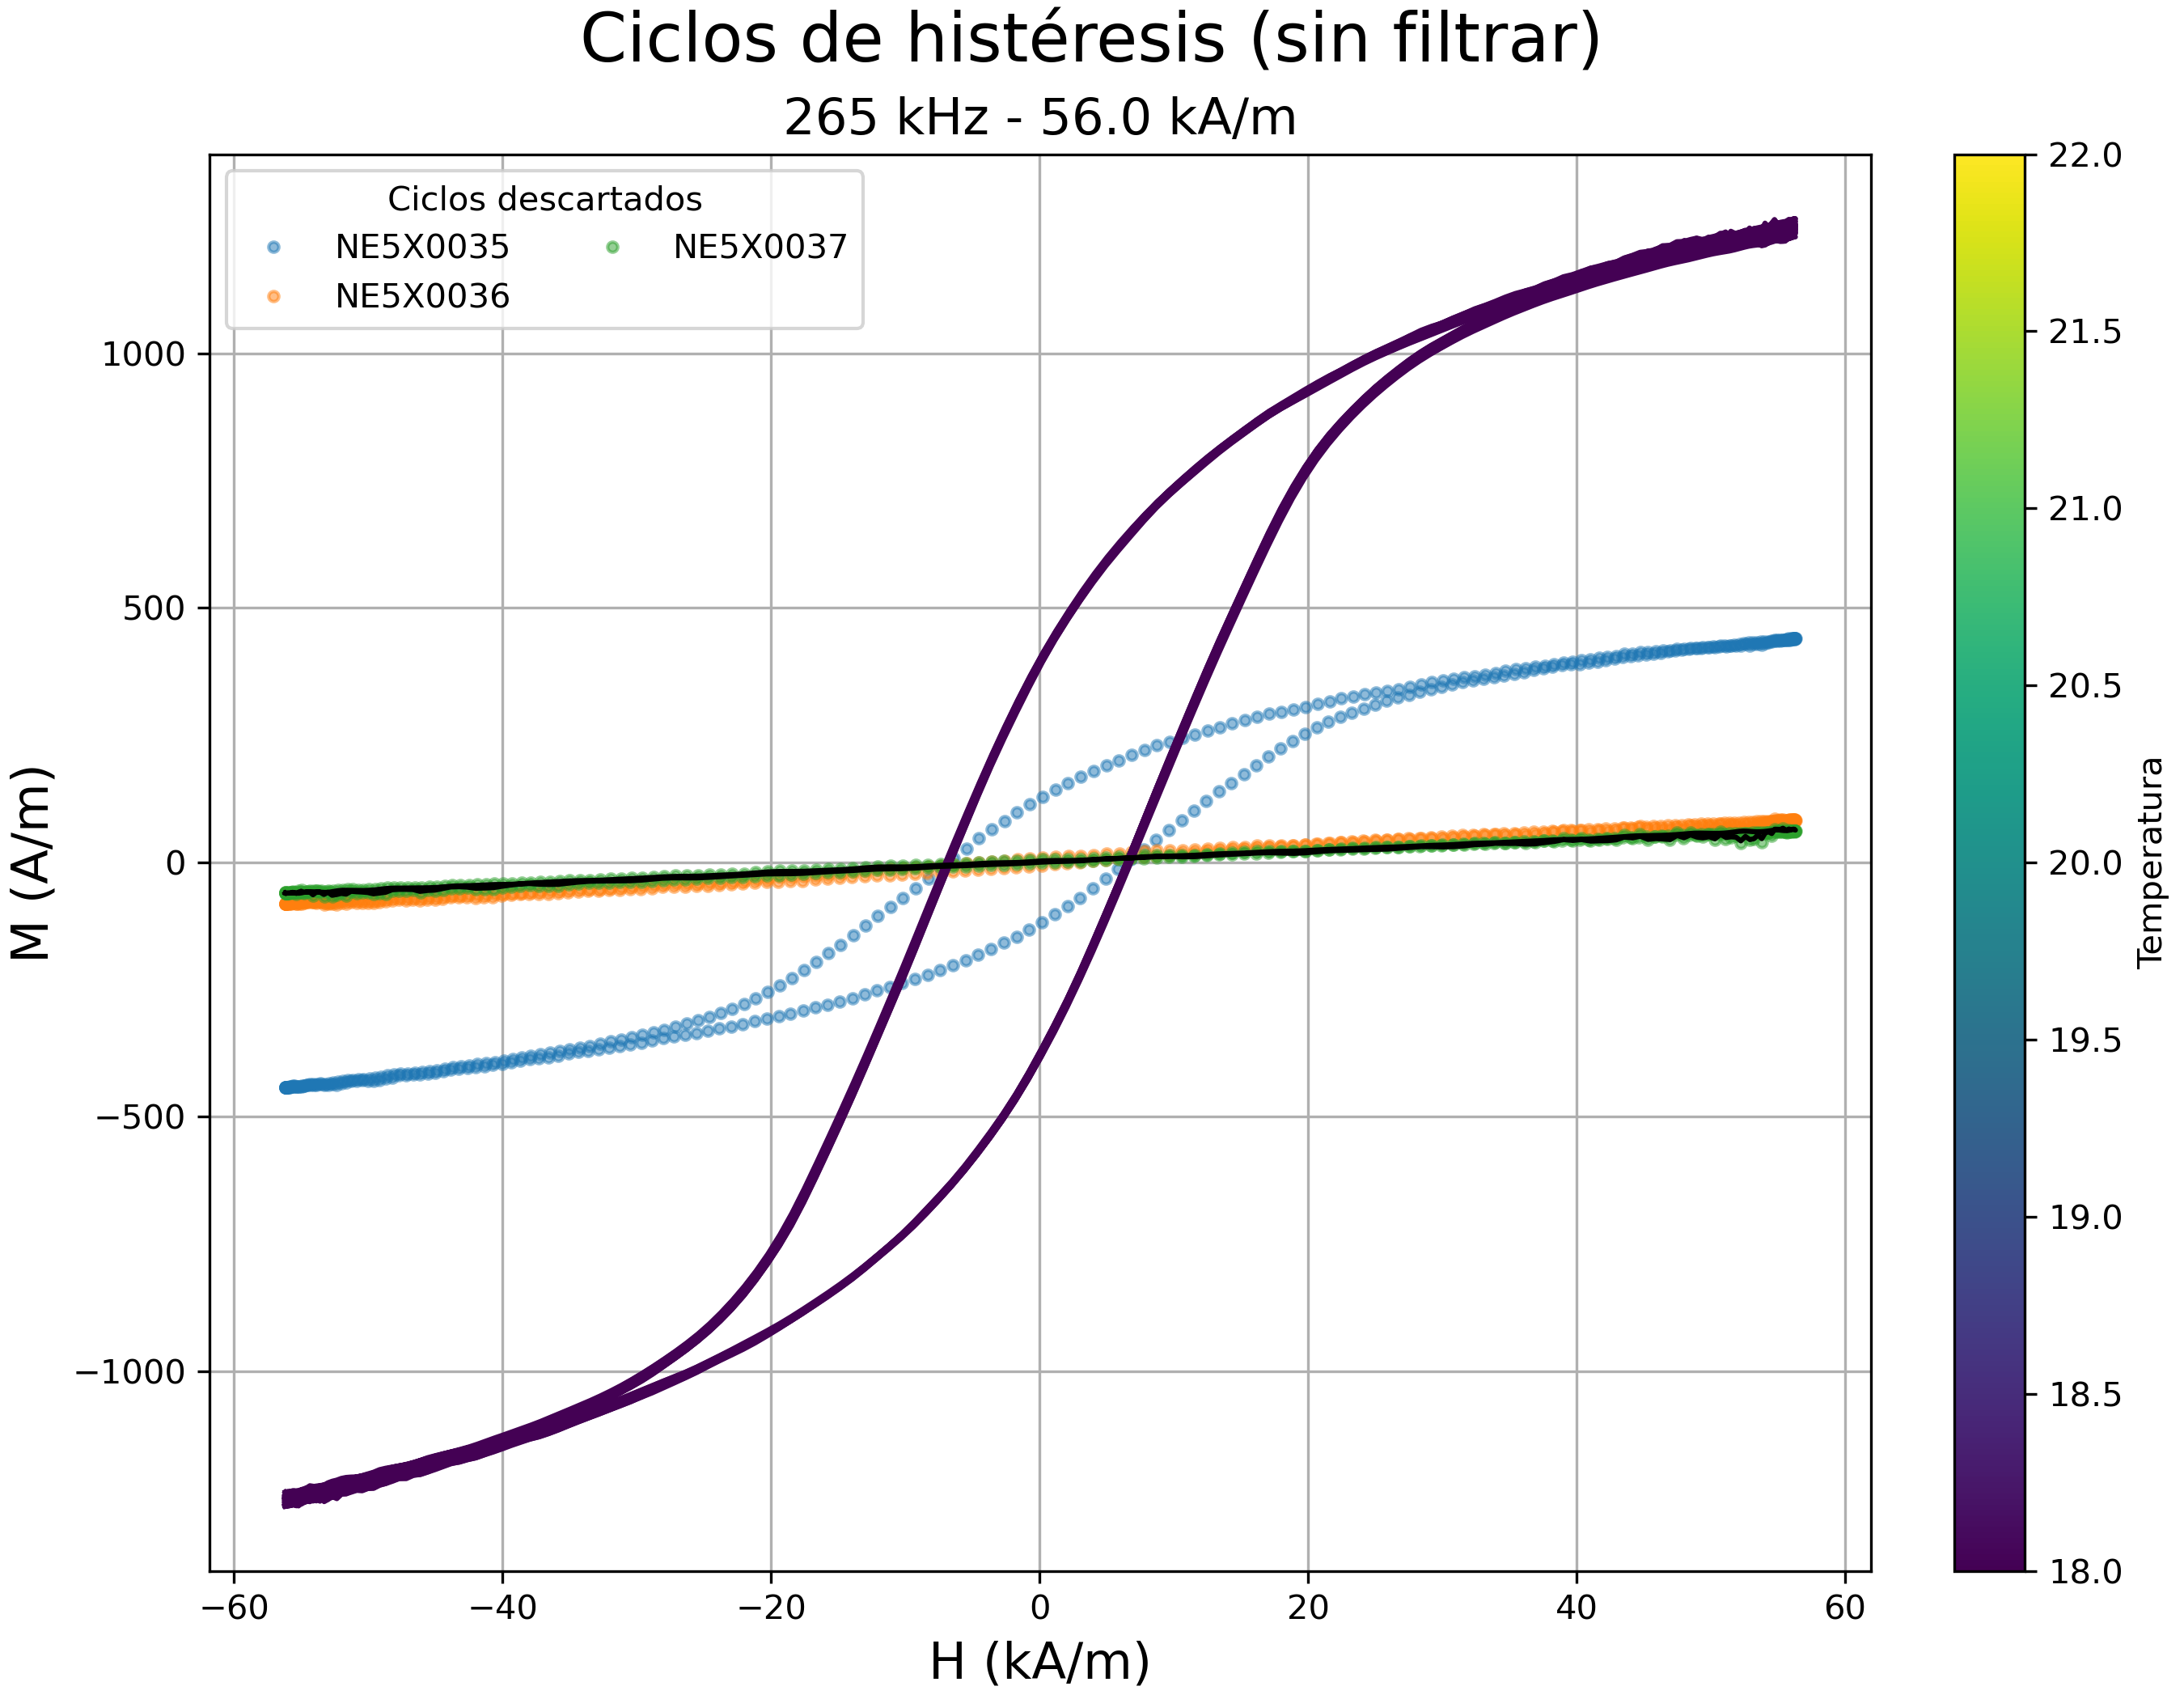 Ciclos de histéresis (sin filtrar)
265 kHz - 56.0 kA/m
Ciclos descartados
NE5X0035
NE5X0036
NE5X0037
M (A/m)
1000
500
0
−500
−1000
−60
−40
−20
0
20
40
60
H (kA/m)
22.0
21.5
21.0
20.5
20.0
19.5
19.0
18.5
18.0
Temperatura